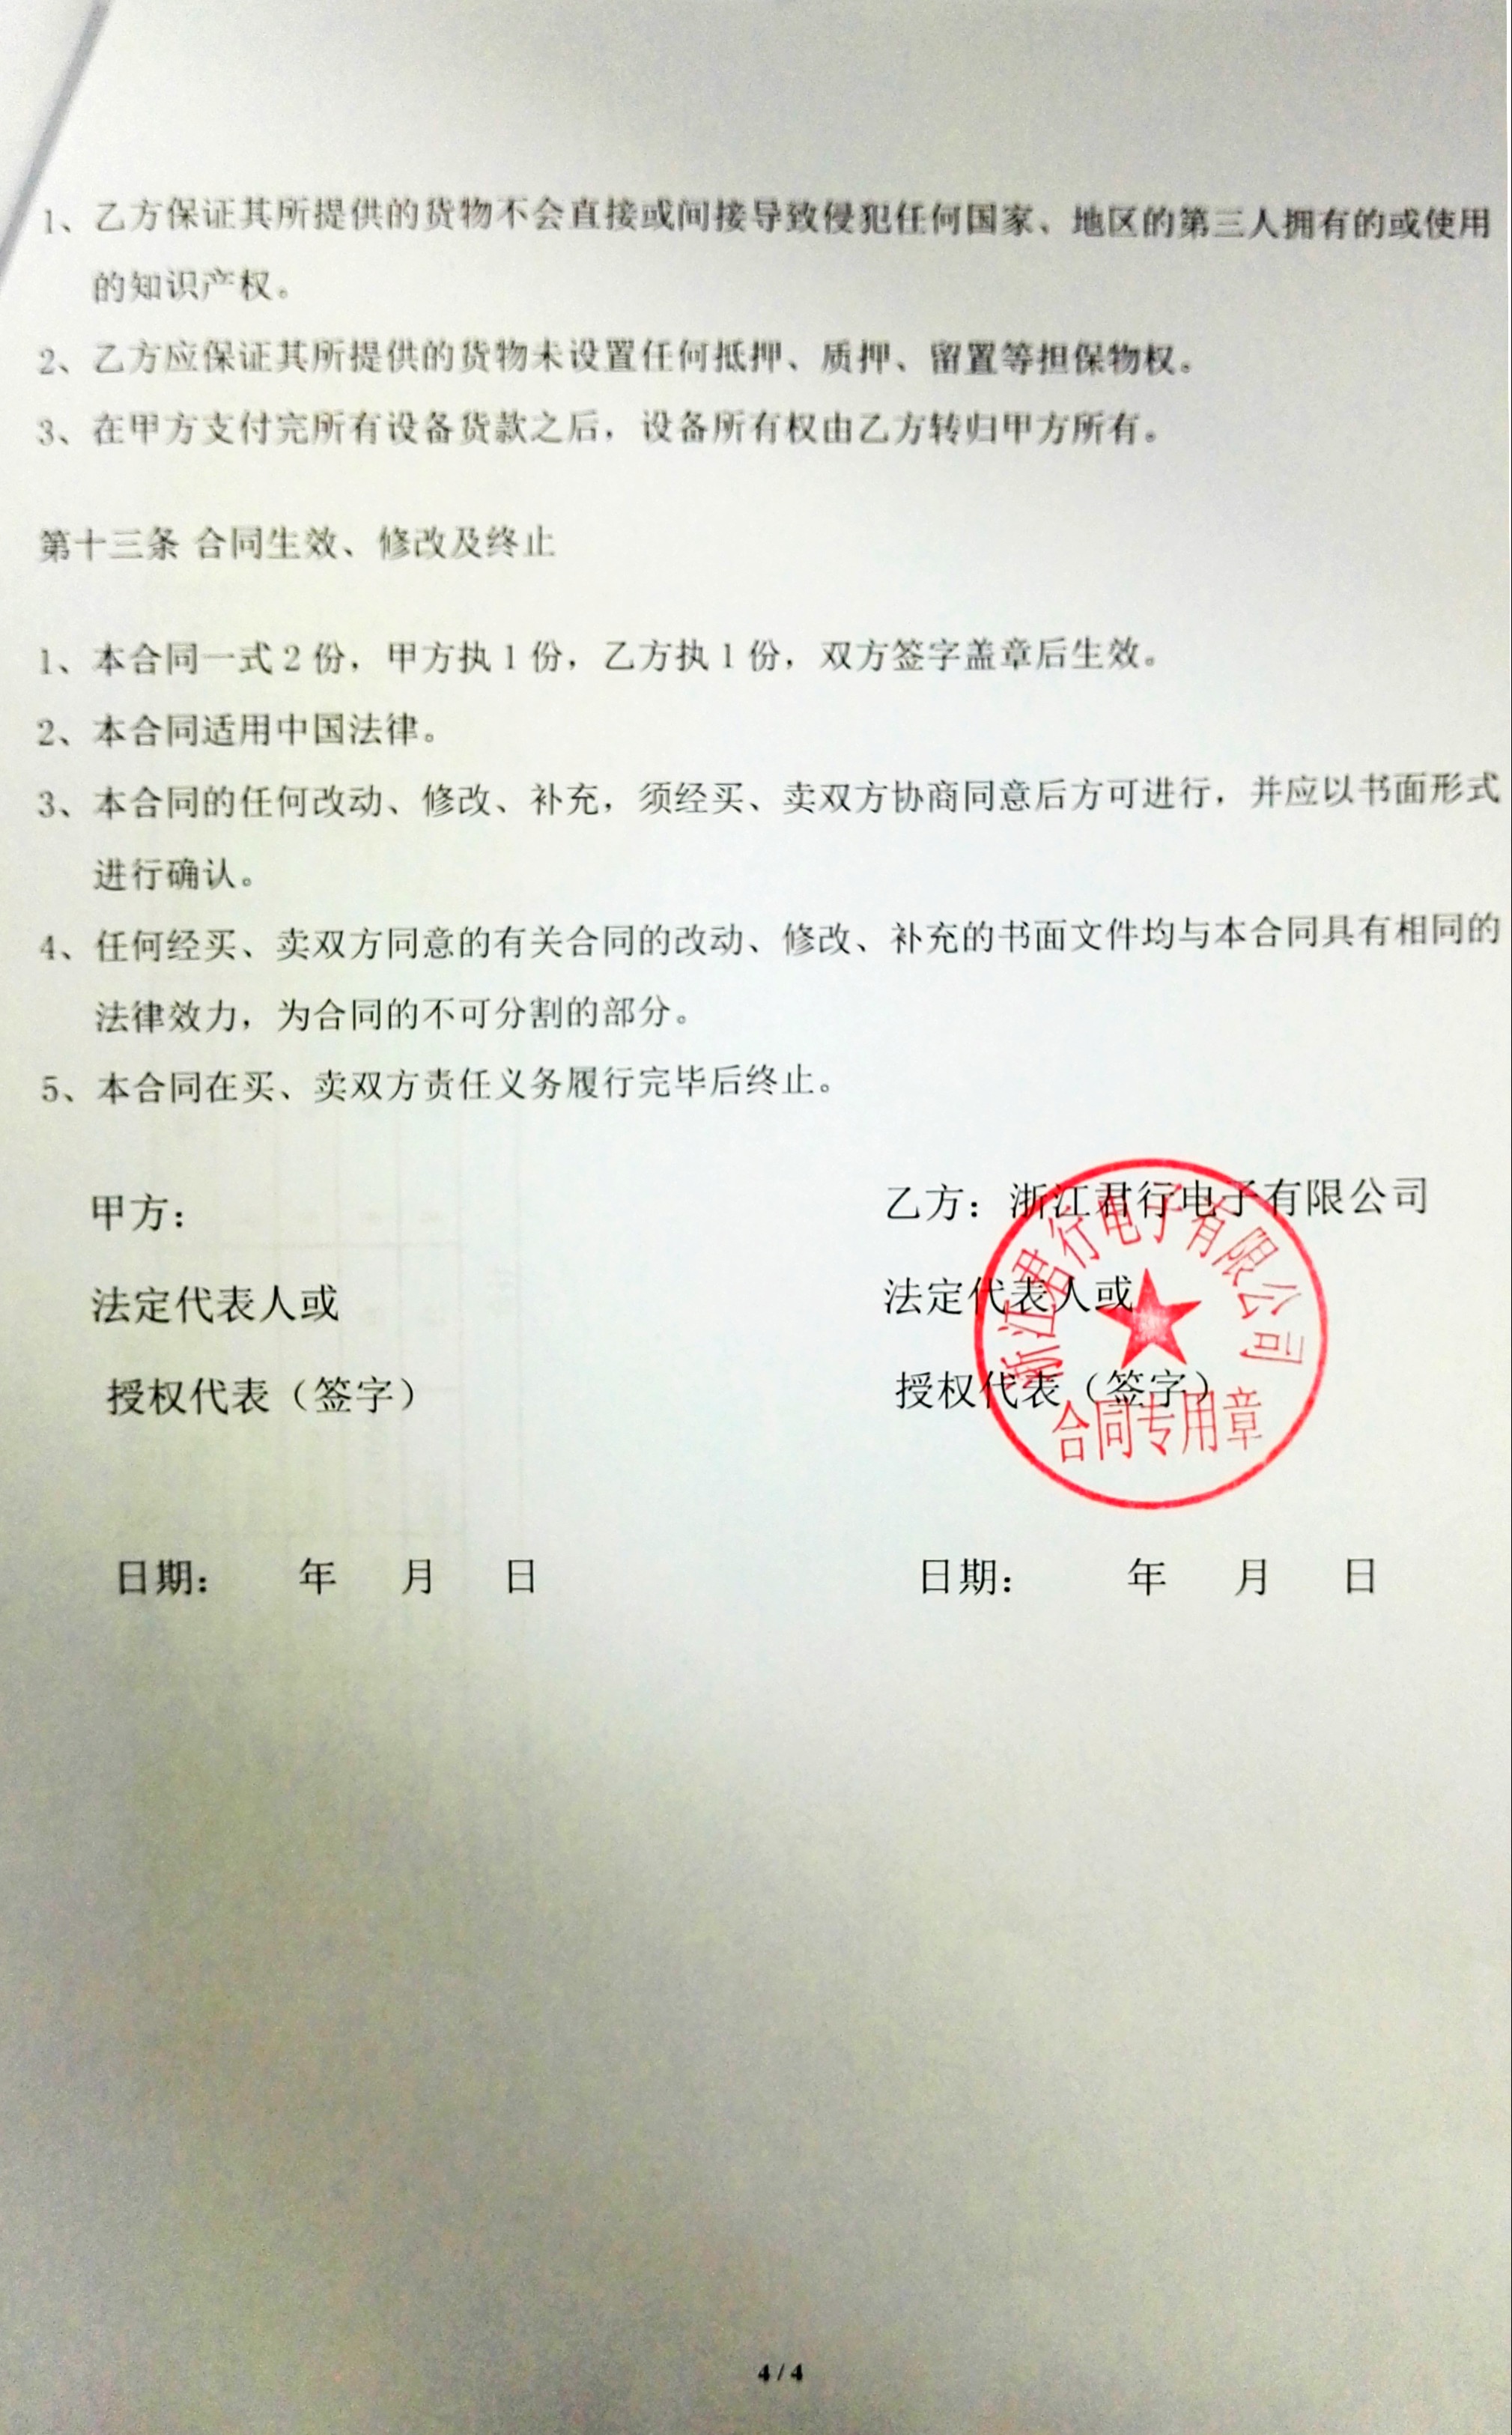 1、乙方保证其所提供的货物不会直接或间接导致侵犯任何国家、地区的第三人拥有的或使用
的知识产权。
2、乙方应保证其所提供的货物未设置任何抵押、质押、留置等担保物权。
3、在甲方支付完所有设备货款之后，设备所有权由乙方转归甲方所有。
第十三条 合同生效、修改及终止
1、本合同一式 2 份，甲方执 1 份，乙方执 1 份，双方签字盖章后生效。
2、本合同适用中国法律。
3、本合同的任何改动、修改、补充，须经买、卖双方协商同意后方可进行，并应以书面形式
进行确认。
4、任何经买、卖双方同意的有关合同的改动、修改、补充的书面文件均与本合同具有相同的
法律效力，为合同的不可分割的部分。
5、本合同在买、卖双方责任义务履行完毕后终止。
甲方：
法定代表人或
授权代表（签字）
日期： 年 月 日
乙方：浙江君行电子有限公司
法定代表人或
授权代表（签字）
浙江君行电子有限公司
合同专用章
日期： 年 月 日
4 / 4